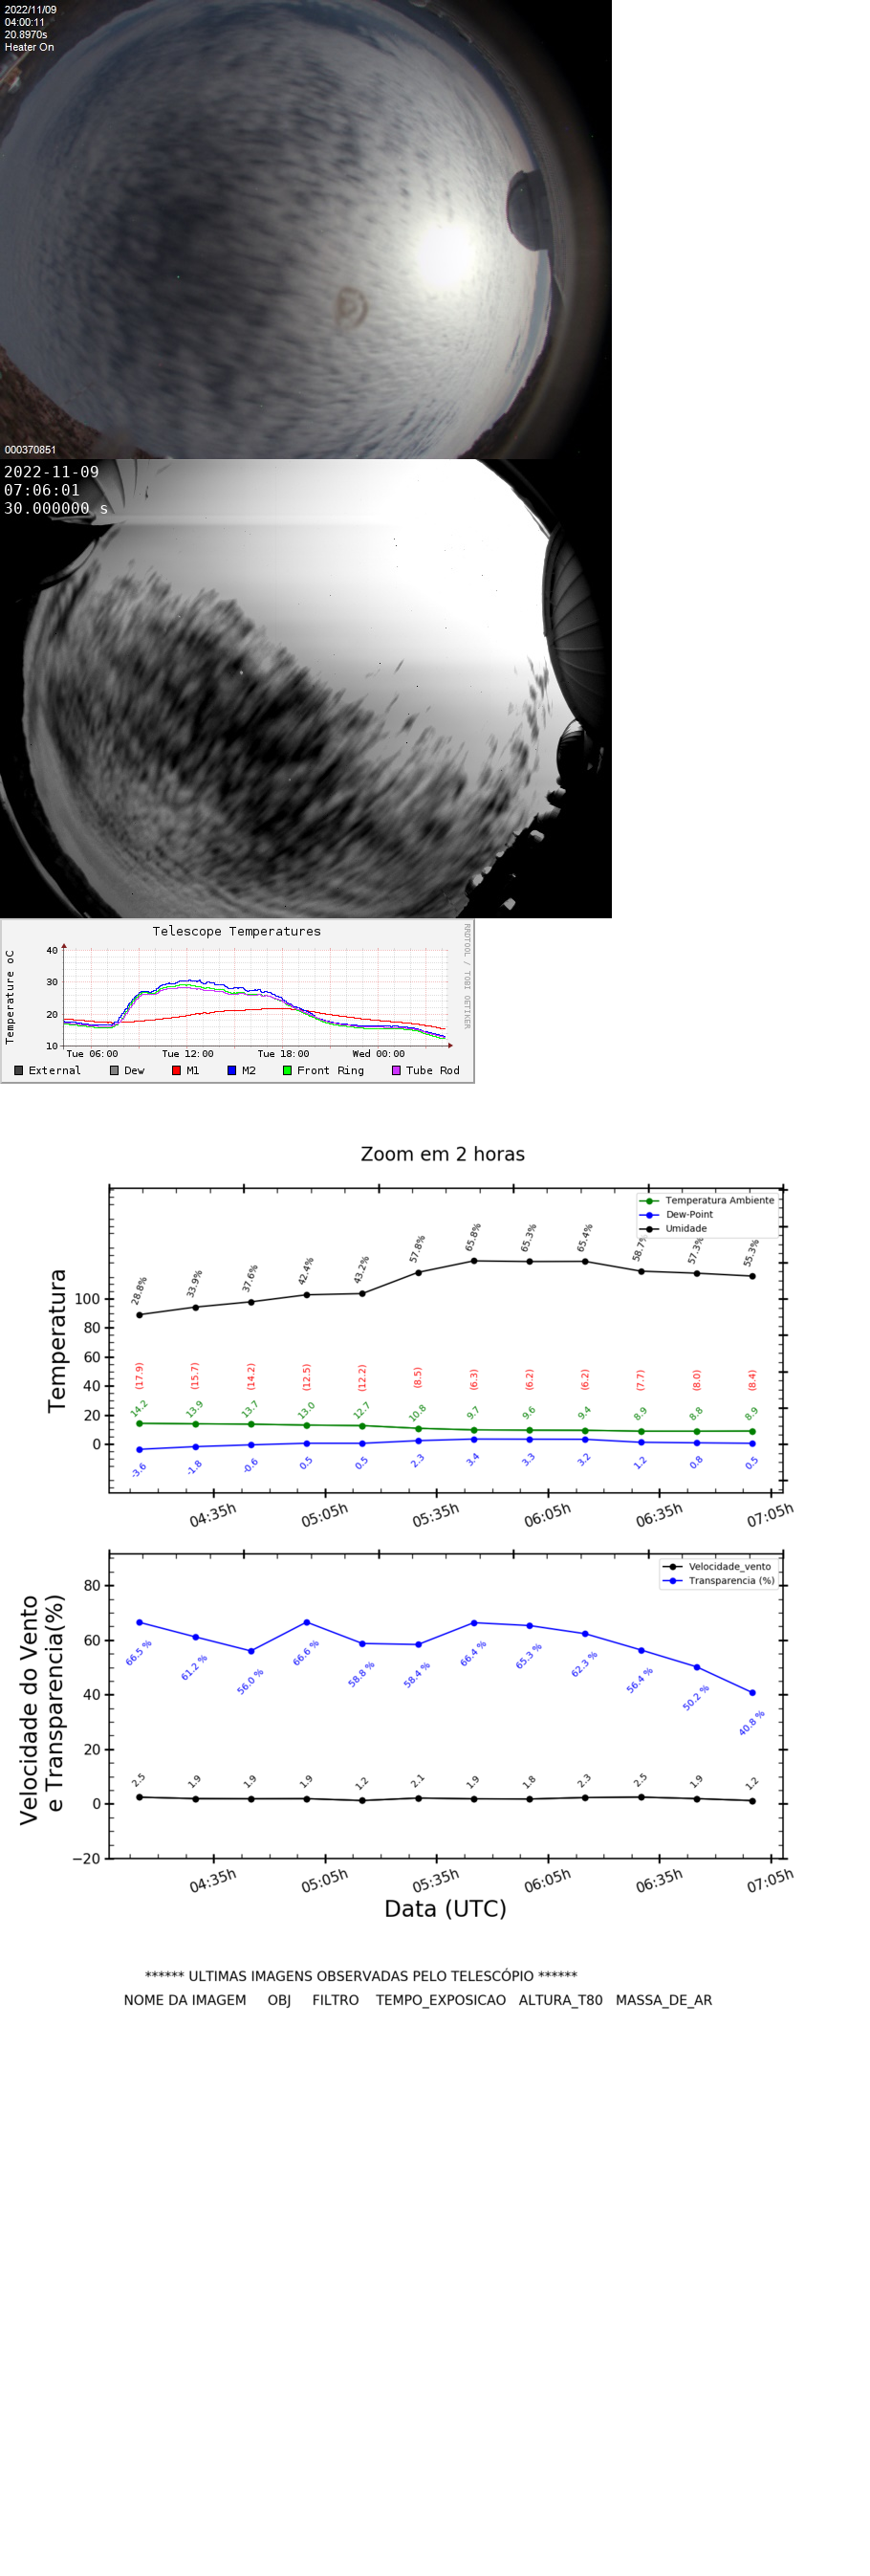 2022/11/09
04:00:11
20.8970s
Heater On
000370851
2022-11-09
07:06:01
30.000000 s
Telescope Temperatures
RRDTOOL / TOBI OETIKER
Temperature oC
40
30
20
10
Tue 06:00 Tue 12:00 Tue 18:00 Wed 00:00
External Dew M1 M2 Front Ring Tube Rod
Zoom em 2 horas
Temperatura Ambiente
Dew-Point
Umidade
Temperatura
100
80
60
40
20
0
28.8% 33.9% 37.6% 42.4% 43.2% 57.8% 65.8% 65.3% 65.4% 58.7% 57.3% 55.3%
(17.9) (15.7) (14.2) (12.5) (12.2) (8.5) (6.3) (6.2) (6.2) (7.7) (8.0) (8.4)
14.2 13.9 13.7 13.0 12.7 10.8 9.7 9.6 9.4 8.9 8.8 8.9
-3.6 -1.8 -0.6 0.5 0.5 2.3 3.4 3.3 3.2 1.2 0.8 0.5
04:35h 05:05h 05:35h 06:05h 06:35h 07:05h
Velocidade_vento
Transparencia (%)
Velocidade do Vento
e Transparencia(%)
80
60
40
20
0
−20
66.5 % 61.2 % 56.0 % 66.6 % 58.8 % 58.4 % 66.4 % 65.3 % 62.3 % 56.4 % 50.2 % 40.8 %
2.5 1.9 1.9 1.9 1.2 2.1 1.9 1.8 2.3 2.5 1.9 1.2
04:35h 05:05h 05:35h 06:05h 06:35h 07:05h
Data (UTC)
****** ULTIMAS IMAGENS OBSERVADAS PELO TELESCÓPIO ******
NOME DA IMAGEM OBJ FILTRO TEMPO_EXPOSICAO ALTURA_T80 MASSA_DE_AR